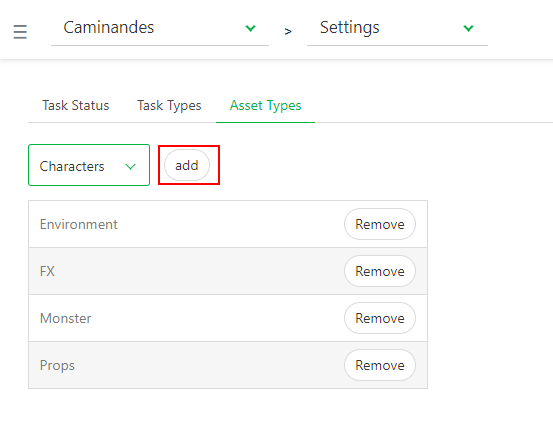 Caminandes > Settings
Task Status Task Types Asset Types
Characters add
Environment Remove
FX Remove
Monster Remove
Props Remove